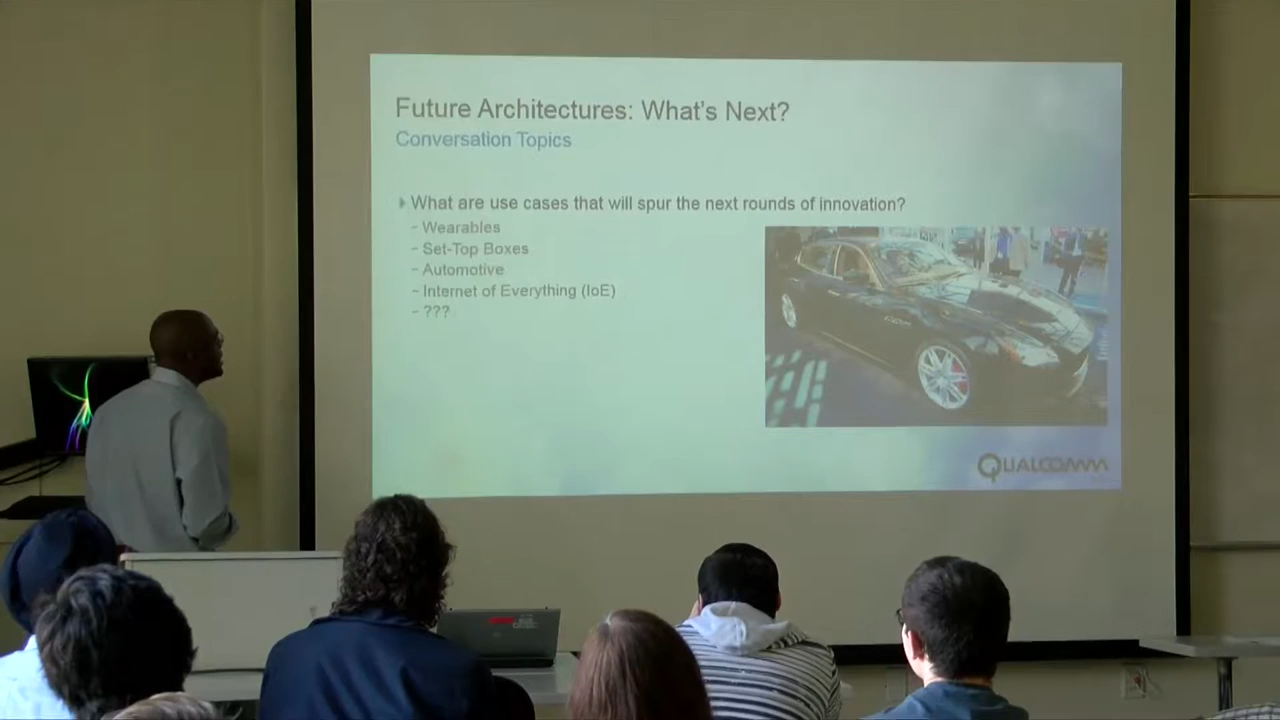 Future Architectures: What's Next?
Conversation Topics
What are use cases that will spur the next rounds of innovation?
- Wearables
- Set-Top Boxes
- Automotive
- Internet of Everything (IoE)
- ???
QUALCOMM